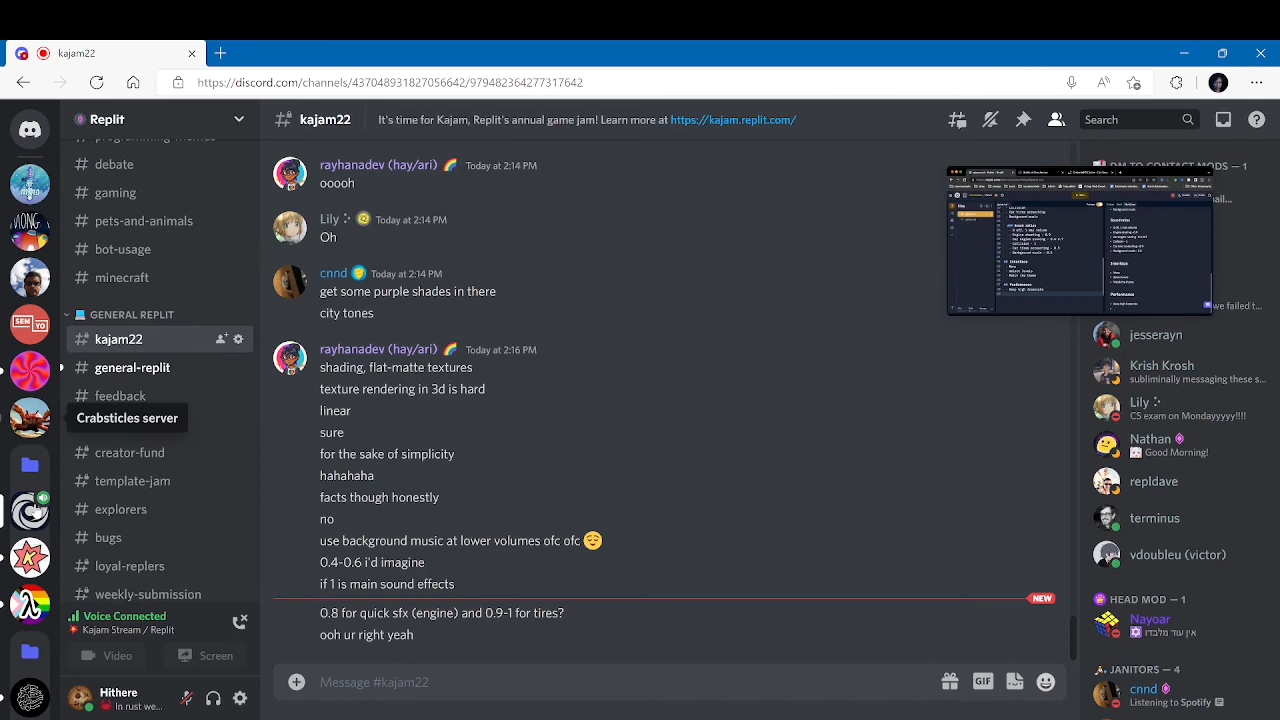 kajam22
https://discord.com/channels/437048931827056642/979482364277317642
Replit
kajam22
It's time for Kajam, Replit's annual game jam! Learn more at https://kajam.replit.com/
Search
debate
gaming
pets-and-animals
bot-usage
minecraft
GENERAL REPLIT
kajam22
general-replit
feedback
Crabsticles server
creator-fund
template-jam
explorers
bugs
loyal-replers
weekly-submission
Voice Connected
Kajam Stream / Replit
Video
Screen
Hithere
In rust we...
AONG
SEM
YO
rayhanadev (hay/ari) Today at 2:14 PM
ooooh
Lily Today at 2:14 PM
Oh
cnnd Today at 2:14 PM
get some purple shades in there
city tones
rayhanadev (hay/ari) Today at 2:16 PM
shading, flat-matte textures
texture rendering in 3d is hard
linear
sure
for the sake of simplicity
hahahaha
facts though honestly
no
use background music at lower volumes ofc ofc
0.4-0.6 i'd imagine
if 1 is main sound effects
NEW
0.8 for quick sfx (engine) and 0.9-1 for tires?
ooh ur right yeah
Message #kajam22
GIF
DM TO CONTACT MODS — 1
## Interface
## Performance
Interface
Performance
we failed t
jesserayn
Krish Krosh
subliminally messaging these s...
Lily
CS exam on Mondayyyyy!!!!
Nathan
Good Morning!
repldave
terminus
vdoubleu (victor)
HEAD MOD — 1
Nayoar
אין עוד מלבדו
JANITORS — 4
cnnd
Listening to Spotify